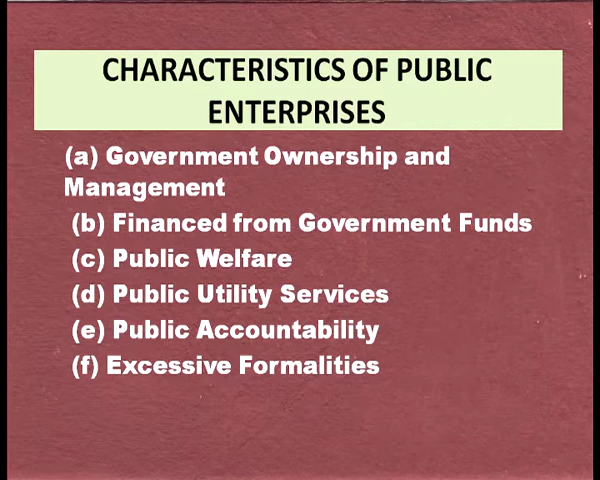 CHARACTERISTICS OF PUBLIC
ENTERPRISES
(a) Government Ownership and
Management
(b) Financed from Government Funds
(c) Public Welfare
(d) Public Utility Services
(e) Public Accountability
(f) Excessive Formalities